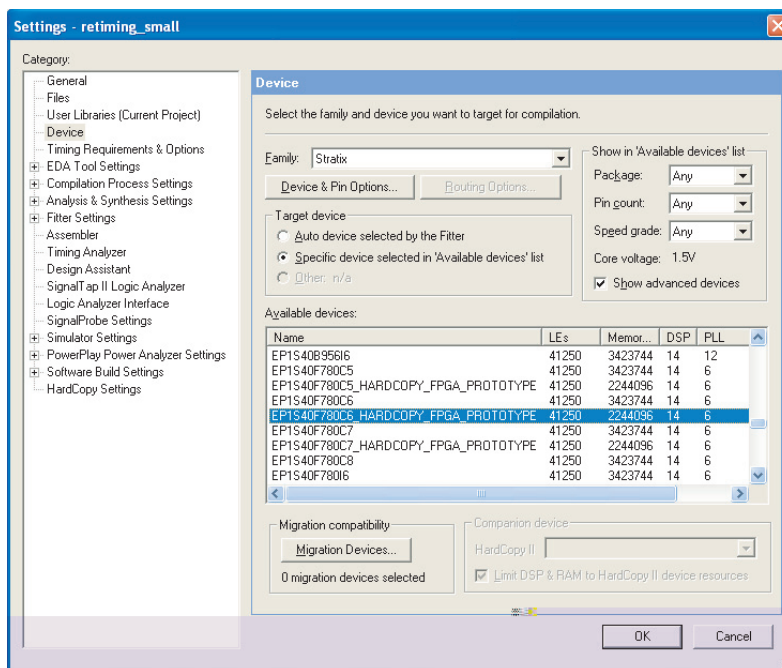 Settings - retiming_small
Category:
General
Files
User Libraries (Current Project)
Device
Timing Requirements & Options
EDA Tool Settings
Compilation Process Settings
Analysis & Synthesis Settings
Fitter Settings
Assembler
Timing Analyzer
Design Assistant
SignalTap II Logic Analyzer
Logic Analyzer Interface
SignalProbe Settings
Simulator Settings
PowerPlay Power Analyzer Settings
Software Build Settings
HardCopy Settings
Device
Select the family and device you want to target for compilation.
Family: Stratix
Device & Pin Options... Routing Options...
Target device
Auto device selected by the Fitter
Specific device selected in 'Available devices' list
Other: n/a
Show in 'Available devices' list
Package: Any
Pin count: Any
Speed grade: Any
Core voltage: 1.5V
Show advanced devices
Available devices:
Name LEs Memor... DSP PLL
EP1S40B956I6 41250 3423744 14 12
EP1S40F780C5 41250 3423744 14 6
EP1S40F780C5_HARDCOPY_FPGA_PROTOTYPE 41250 2244096 14 6
EP1S40F780C6 41250 3423744 14 6
EP1S40F780C6_HARDCOPY_FPGA_PROTOTYPE 41250 2244096 14 6
EP1S40F780C7 41250 3423744 14 6
EP1S40F780C7_HARDCOPY_FPGA_PROTOTYPE 41250 2244096 14 6
EP1S40F780C8 41250 3423744 14 6
EP1S40F780I6 41250 3423744 14 6
Migration compatibility
Migration Devices...
0 migration devices selected
Companion device
HardCopy II
Limit DSP & RAM to HardCopy II device resources
OK Cancel